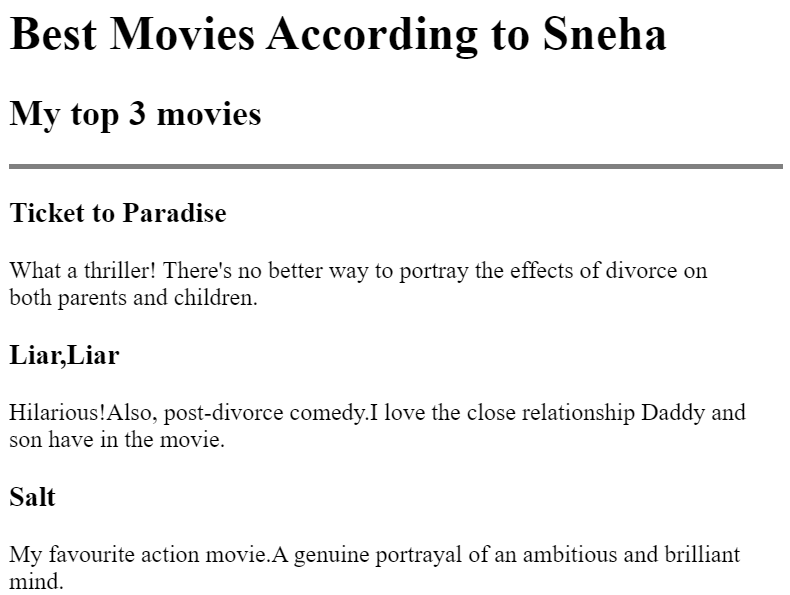 Best Movies According to Sneha
My top 3 movies
Ticket to Paradise
What a thriller! There's no better way to portray the effects of divorce on
both parents and children.
Liar,Liar
Hilarious!Also, post-divorce comedy.I love the close relationship Daddy and
son have in the movie.
Salt
My favourite action movie.A genuine portrayal of an ambitious and brilliant
mind.